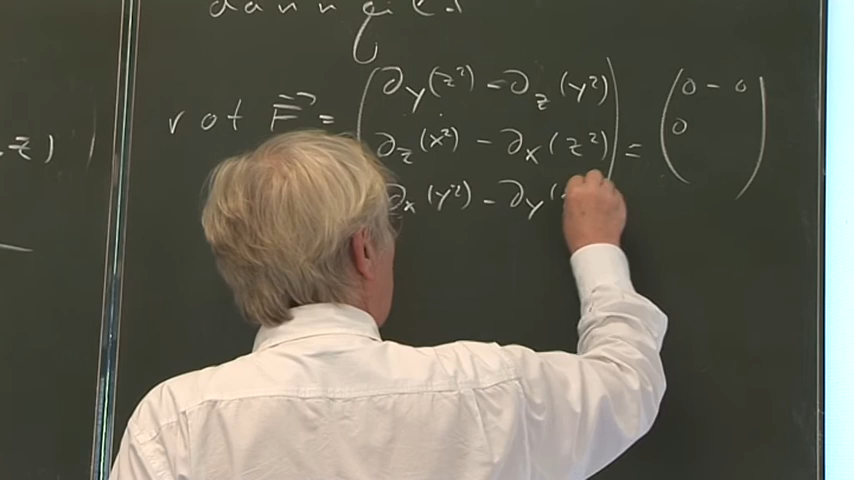 dann gilt
rot F⃗ = ( ∂y(z²) − ∂z(y²) ) = ( 0 − 0
∂z(x²) − ∂x(z²) 0
∂x(y²) − ∂y(
, z)